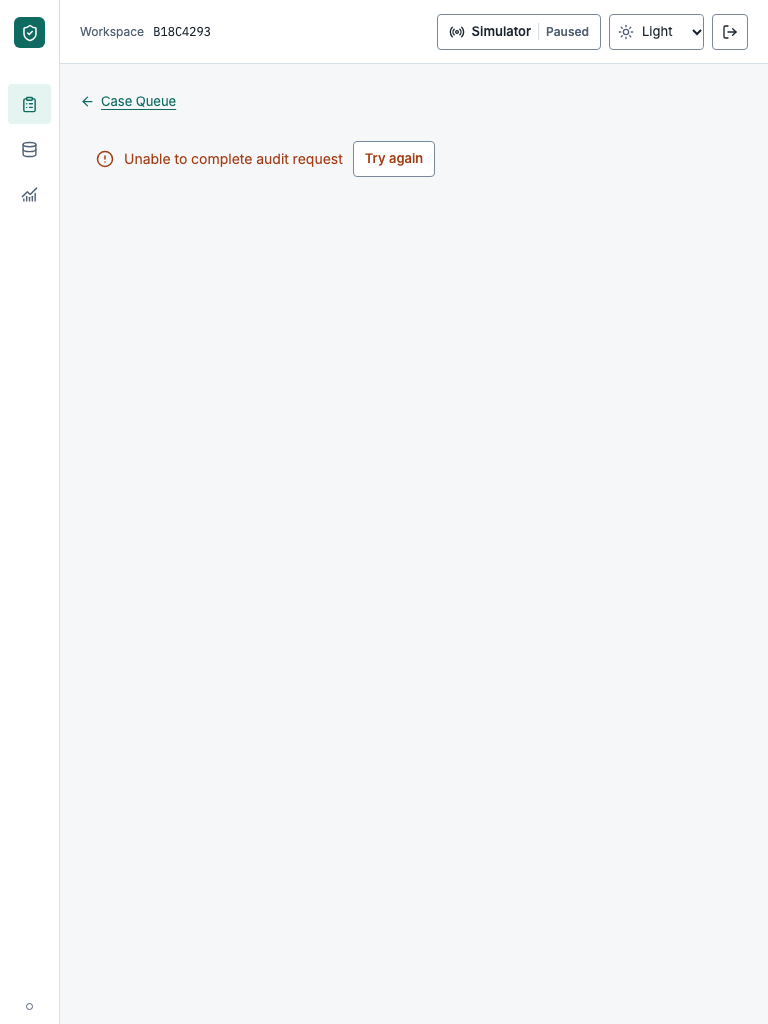 Workspace B18C4293
Simulator Paused
Light
Case Queue
Unable to complete audit request
Try again